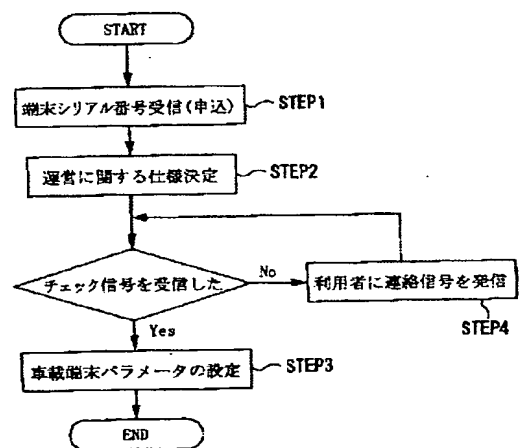 START
端末シリアル番号受信(申込)
STEP1
運営に関する仕様決定
STEP2
チェック信号を受信した
No
利用者に連絡信号を発信
STEP4
Yes
車載端末パラメータの設定
STEP3
END